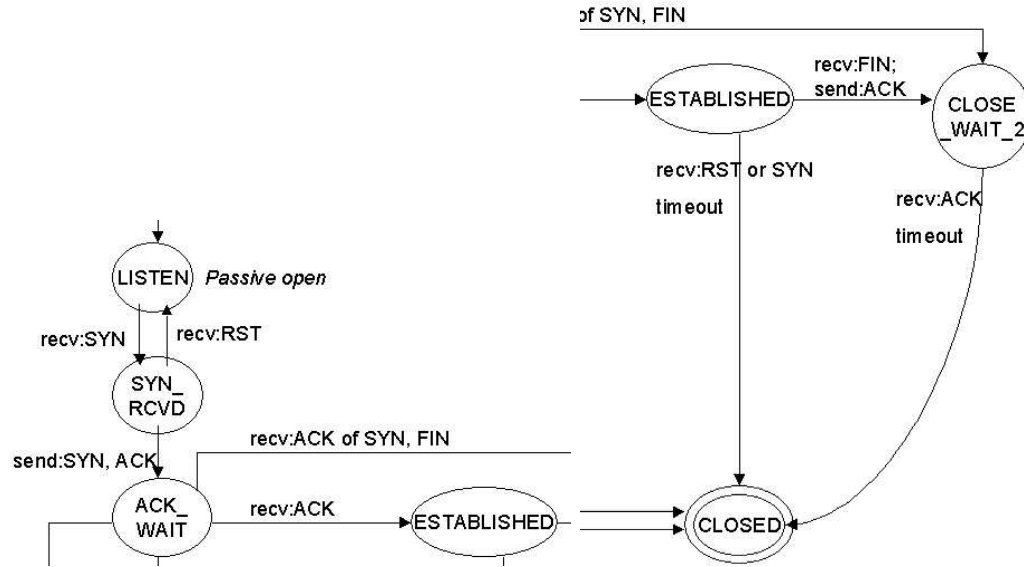 of SYN, FIN
recv:FIN;
send:ACK
ESTABLISHED
CLOSE
_WAIT_2
recv:RST or SYN
timeout
recv:ACK
timeout
LISTEN
Passive open
recv:SYN
recv:RST
SYN_
RCVD
recv:ACK of SYN, FIN
send:SYN, ACK
ACK_
WAIT
recv:ACK
ESTABLISHED
CLOSED